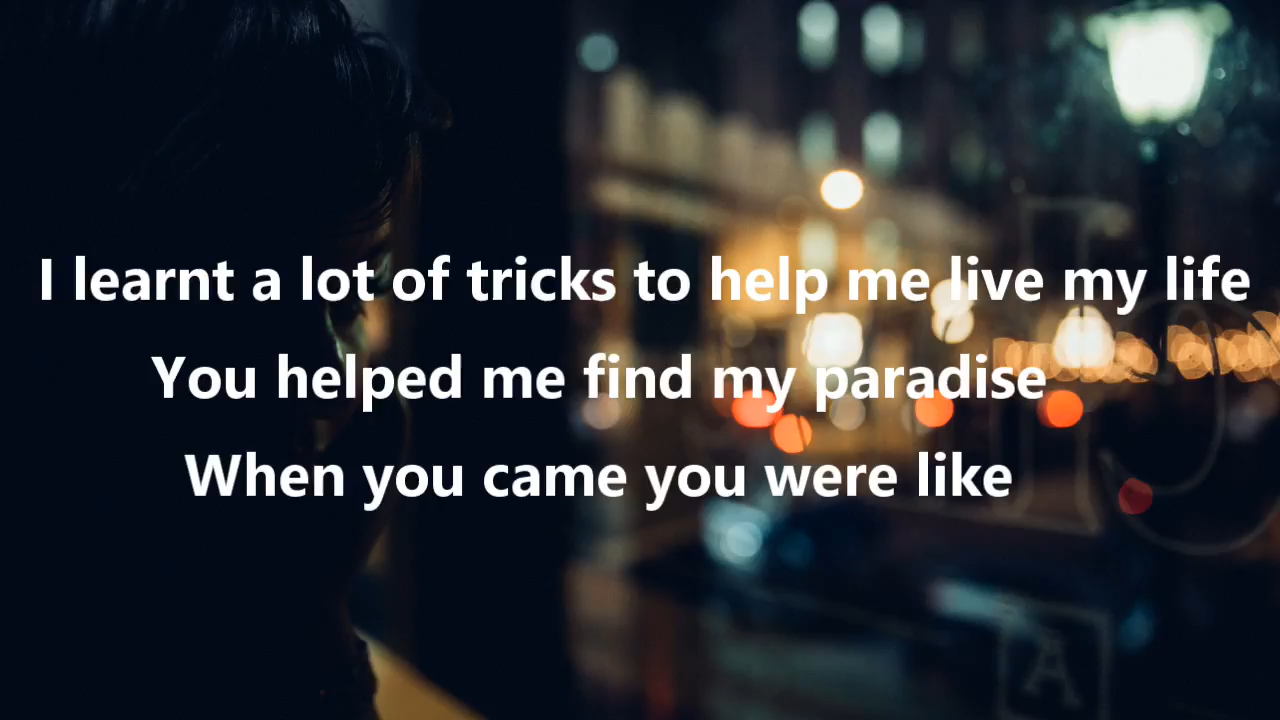 I learnt a lot of tricks to help me live my life
You helped me find my paradise
When you came you were like
A